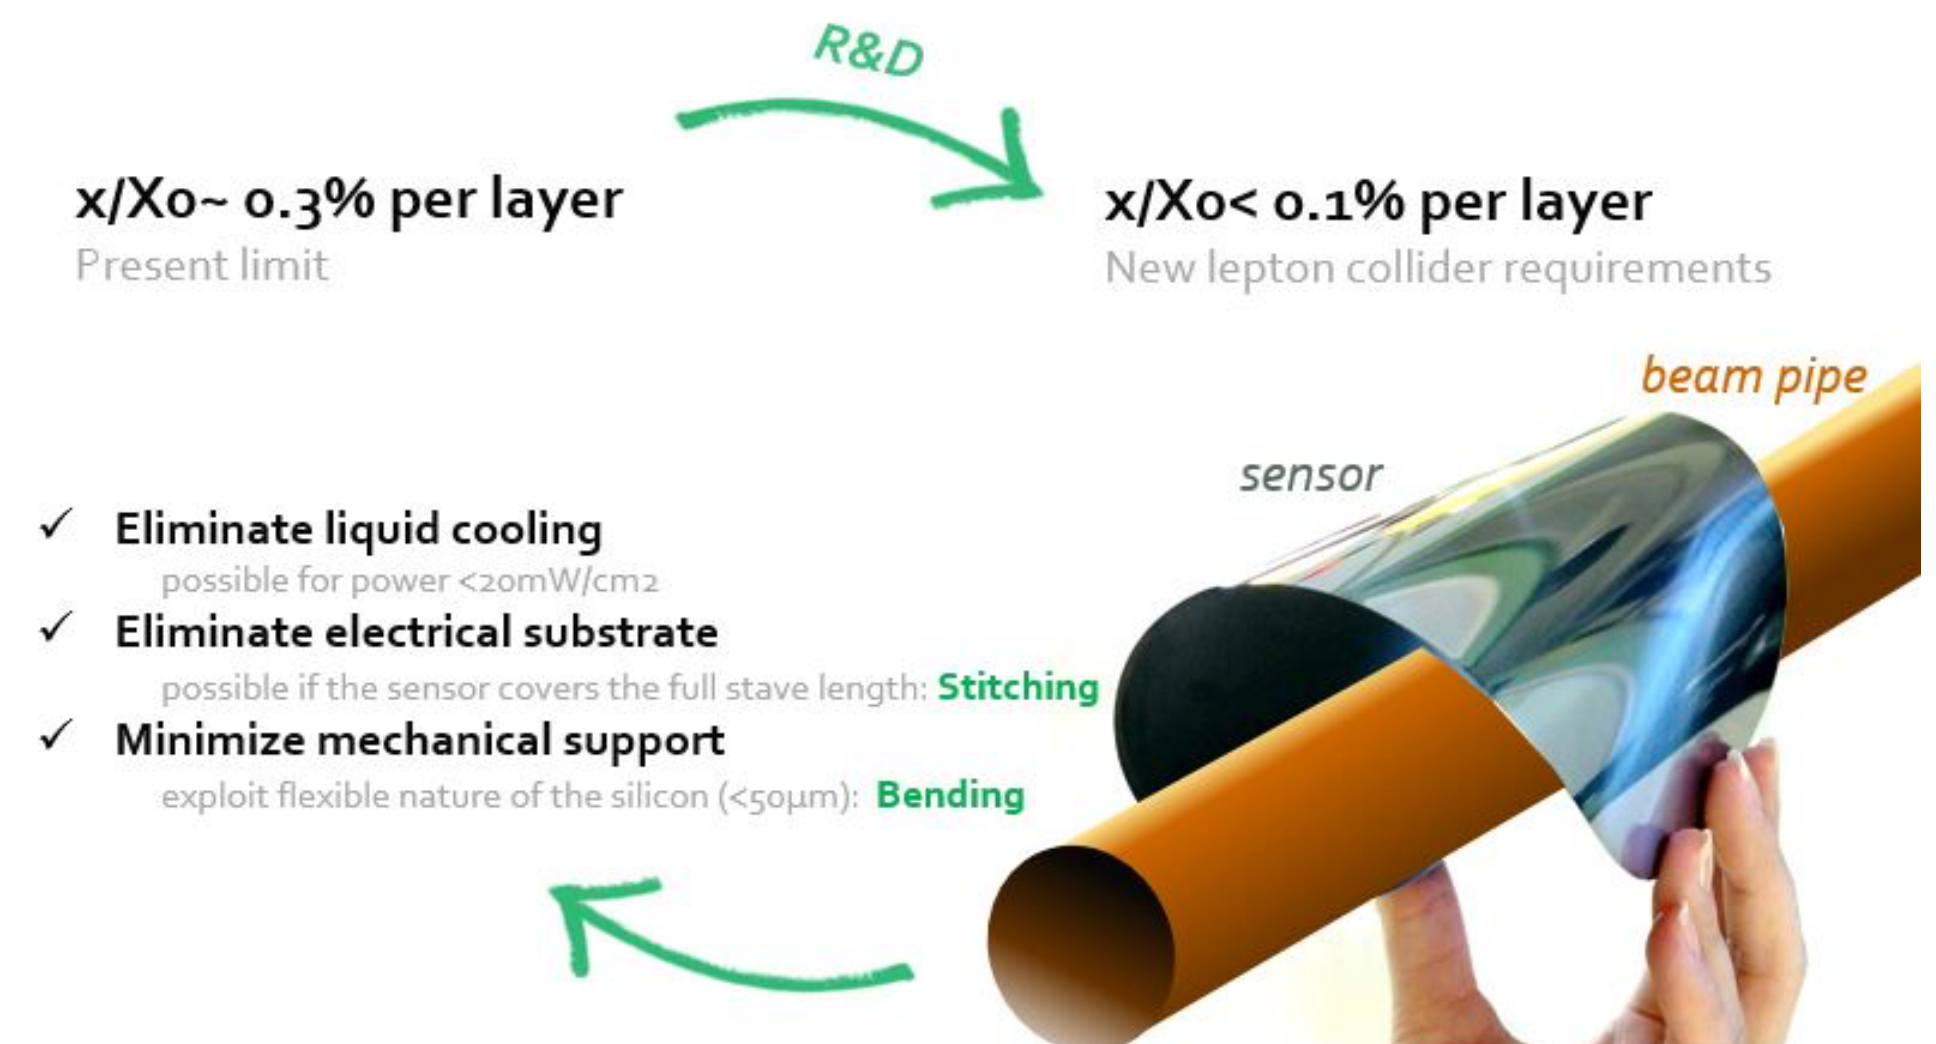 R&D
x/Xo~ 0.3% per layer
Present limit
x/Xo< 0.1% per layer
New lepton collider requirements
beam pipe
sensor
✓ Eliminate liquid cooling
possible for power <20mW/cm2
✓ Eliminate electrical substrate
possible if the sensor covers the full stave length: Stitching
✓ Minimize mechanical support
exploit flexible nature of the silicon (<50µm): Bending